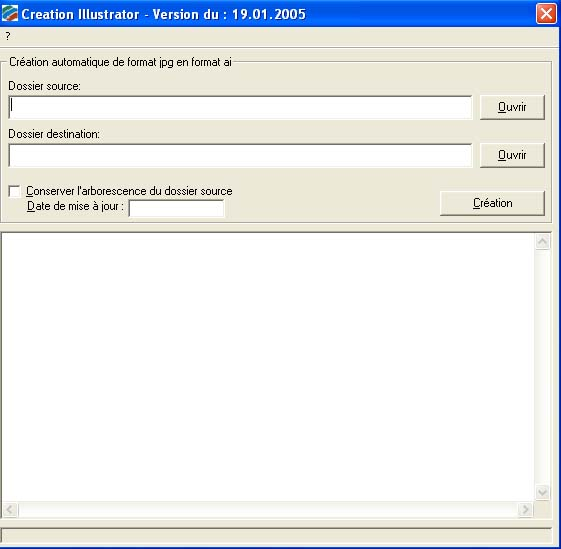 Creation Illustrator - Version du : 19.01.2005
?
Création automatique de format jpg en format ai
Dossier source:
Ouvrir
Dossier destination:
Ouvrir
Conserver l'arborescence du dossier source
Date de mise à jour :
Création